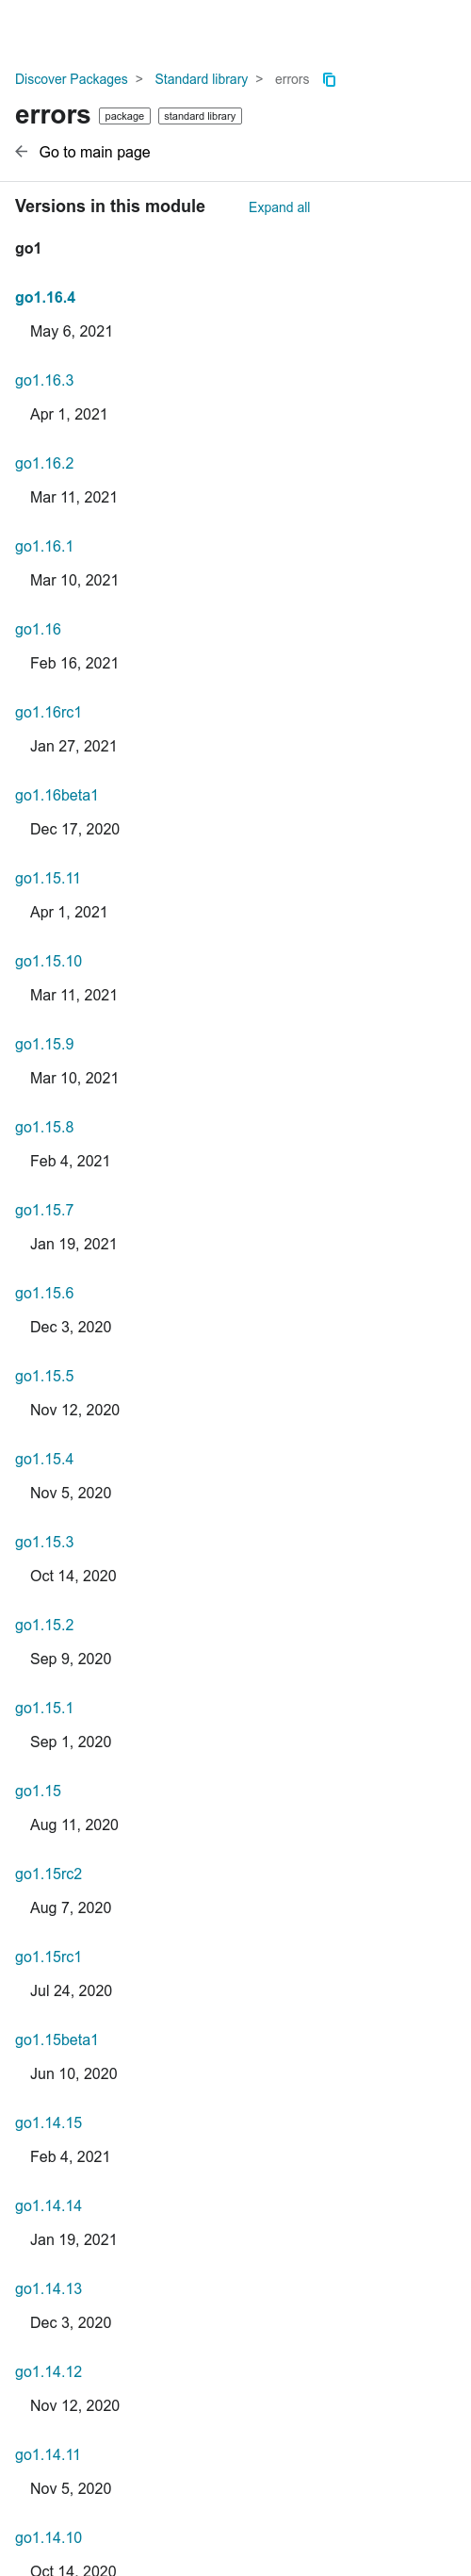 Discover Packages > Standard library > errors
errors package standard library
Go to main page
Versions in this module Expand all
go1
go1.16.4
May 6, 2021
go1.16.3
Apr 1, 2021
go1.16.2
Mar 11, 2021
go1.16.1
Mar 10, 2021
go1.16
Feb 16, 2021
go1.16rc1
Jan 27, 2021
go1.16beta1
Dec 17, 2020
go1.15.11
Apr 1, 2021
go1.15.10
Mar 11, 2021
go1.15.9
Mar 10, 2021
go1.15.8
Feb 4, 2021
go1.15.7
Jan 19, 2021
go1.15.6
Dec 3, 2020
go1.15.5
Nov 12, 2020
go1.15.4
Nov 5, 2020
go1.15.3
Oct 14, 2020
go1.15.2
Sep 9, 2020
go1.15.1
Sep 1, 2020
go1.15
Aug 11, 2020
go1.15rc2
Aug 7, 2020
go1.15rc1
Jul 24, 2020
go1.15beta1
Jun 10, 2020
go1.14.15
Feb 4, 2021
go1.14.14
Jan 19, 2021
go1.14.13
Dec 3, 2020
go1.14.12
Nov 12, 2020
go1.14.11
Nov 5, 2020
go1.14.10
Oct 14, 2020